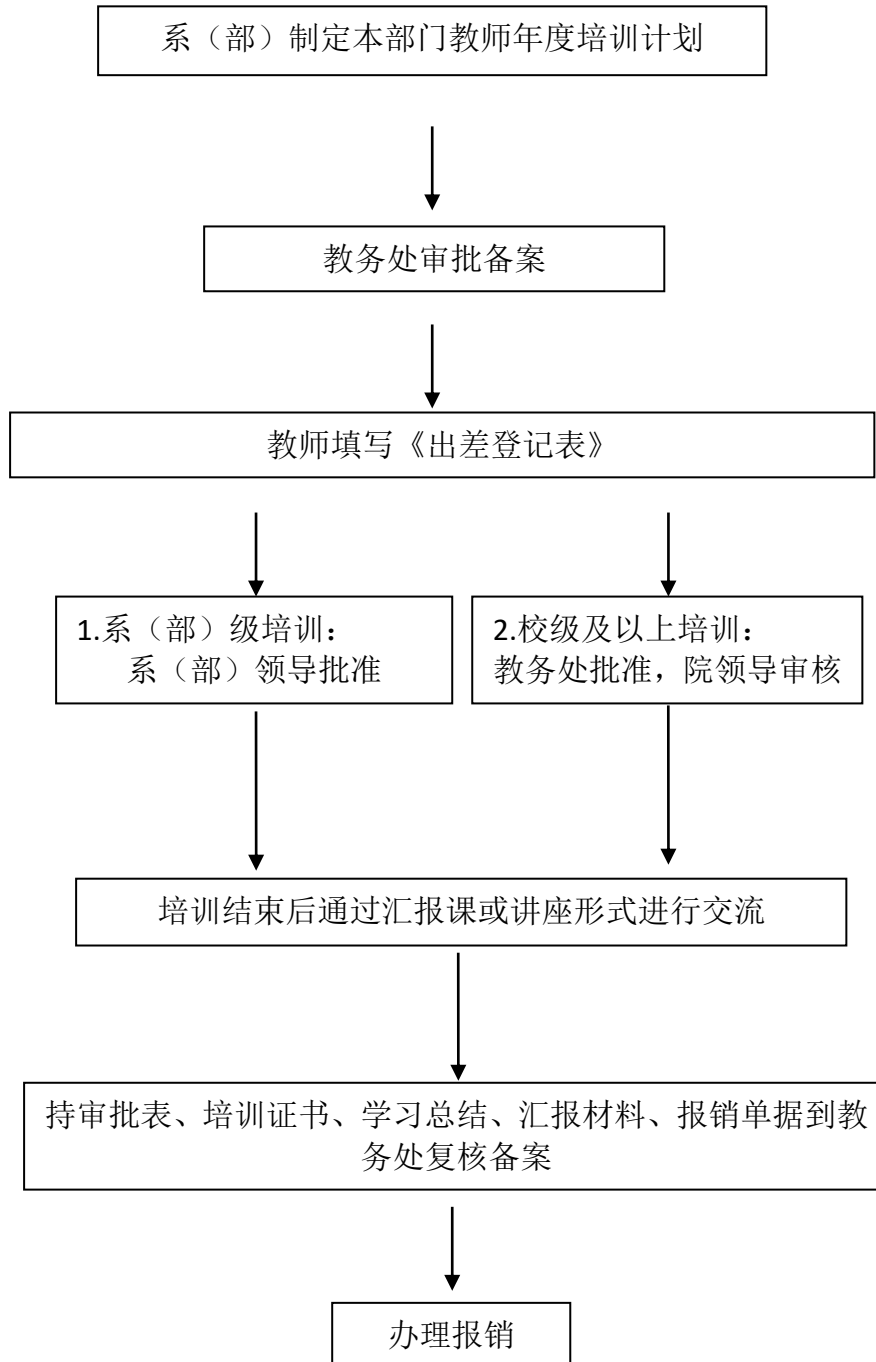 系（部）制定本部门教师年度培训计划
教务处审批备案
教师填写《出差登记表》
1.系（部）级培训：
系（部）领导批准
2.校级及以上培训：
教务处批准，院领导审核
培训结束后通过汇报课或讲座形式进行交流
持审批表、培训证书、学习总结、汇报材料、报销单据到教
务处复核备案
办理报销